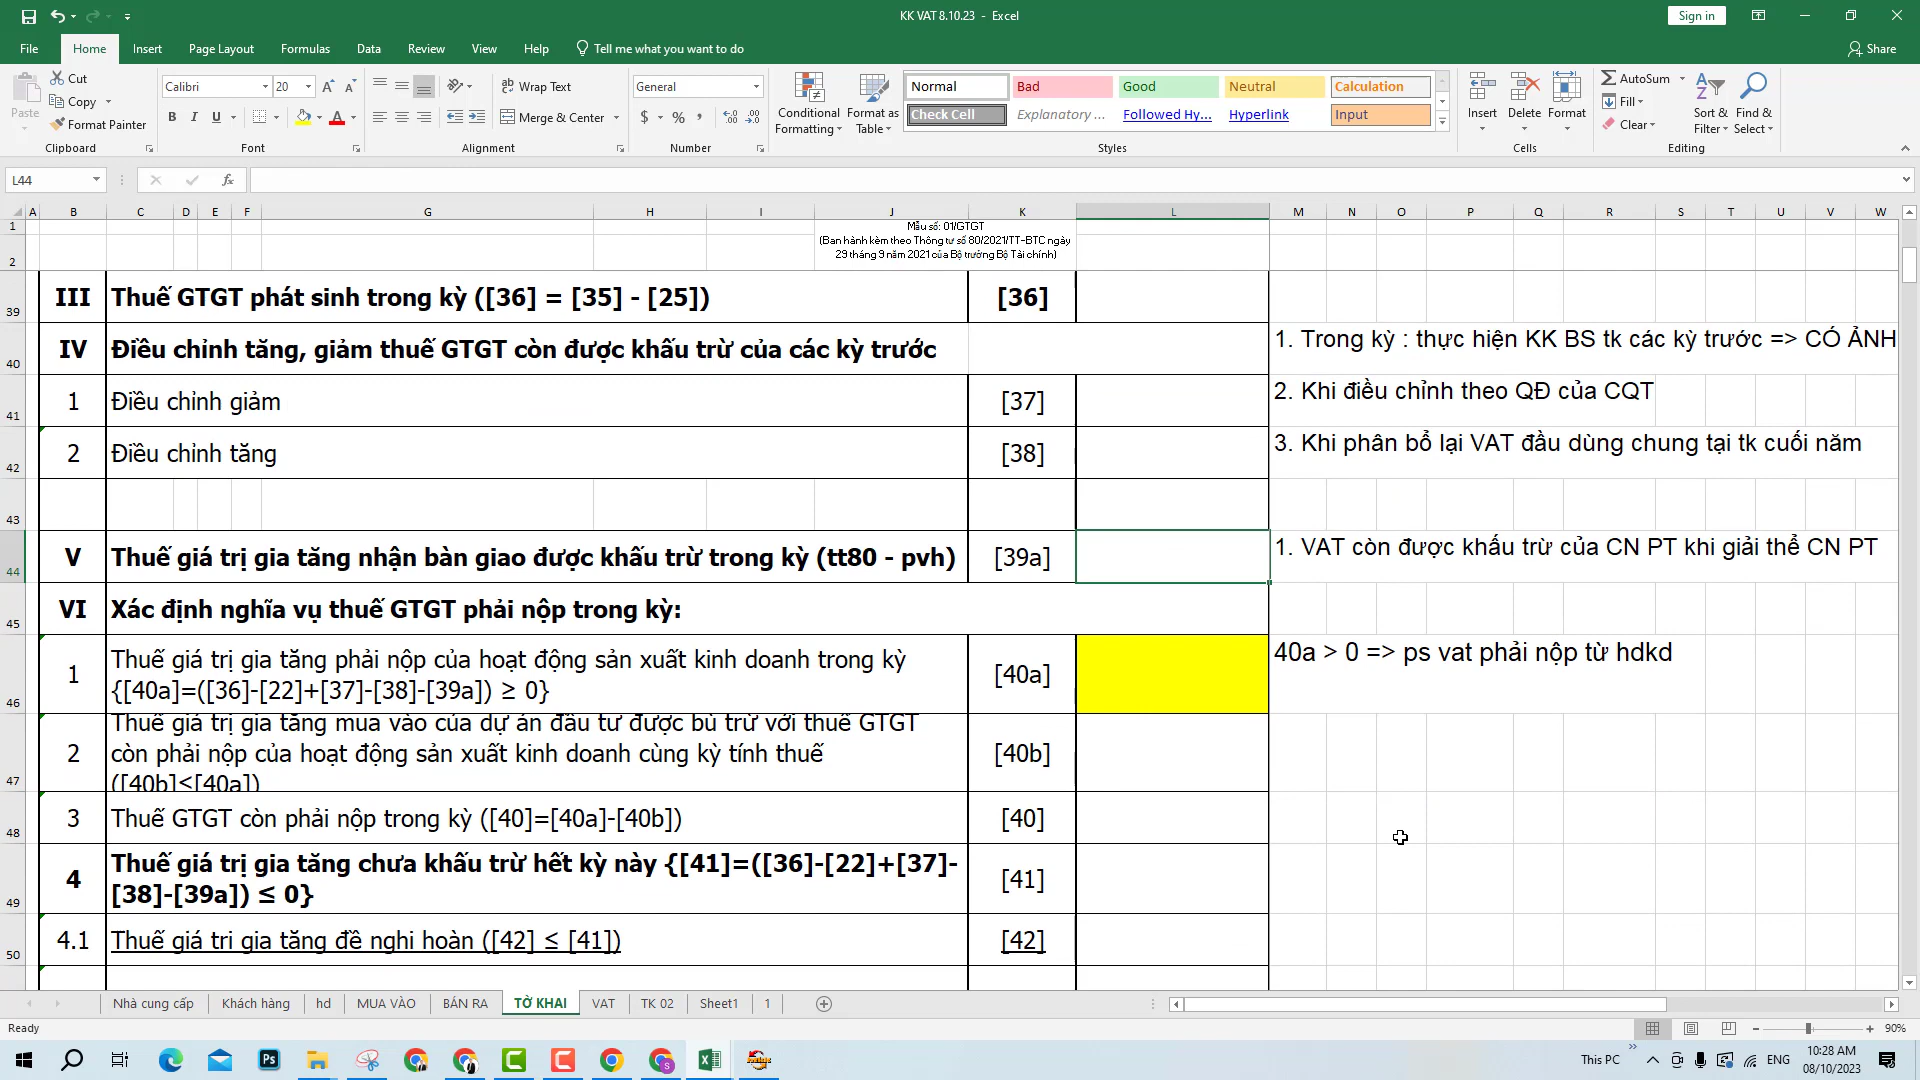 KK VAT 8.10.23 - Excel
Sign in
File Home Insert Page Layout Formulas Data Review View Help Tell me what you want to do
Share
Paste
Cut
Copy
Format Painter
Clipboard
Calibri 20
B I U
Font
Wrap Text
Merge & Center
Alignment
General
$ % ,
Number
Conditional Formatting
Format as Table
Normal Bad Good Neutral Calculation
Check Cell Explanatory ... Followed Hy... Hyperlink Input
Styles
Insert Delete Format
Cells
AutoSum
Fill
Clear
Sort & Filter
Find & Select
Editing
L44
fx
A B C D E F G H I J K L M N O P Q R S T U V W
1
Mẫu số: 01/GTGT
(Ban hành kèm theo Thông tư số 80/2021/TT-BTC ngày
2
29 tháng 9 năm 2021 của Bộ trưởng Bộ Tài chính)
39 III Thuế GTGT phát sinh trong kỳ ([36] = [35] - [25]) [36]
40 IV Điều chỉnh tăng, giảm thuế GTGT còn được khấu trừ của các kỳ trước 1. Trong kỳ : thực hiện KK BS tk các kỳ trước => CÓ ẢNH
41 1 Điều chỉnh giảm [37] 2. Khi điều chỉnh theo QĐ của CQT
42 2 Điều chỉnh tăng [38] 3. Khi phân bổ lại VAT đầu dùng chung tại tk cuối năm
43
44 V Thuế giá trị gia tăng nhận bàn giao được khấu trừ trong kỳ (tt80 - pvh) [39a] 1. VAT còn được khấu trừ của CN PT khi giải thể CN PT
45 VI Xác định nghĩa vụ thuế GTGT phải nộp trong kỳ:
46 1 Thuế giá trị gia tăng phải nộp của hoạt động sản xuất kinh doanh trong kỳ
{[40a]=([36]-[22]+[37]-[38]-[39a]) ≥ 0} [40a] 40a > 0 => ps vat phải nộp từ hdkd
47 2 Thuế giá trị gia tăng mua vào của dự án đầu tư được bù trừ với thuế GTGT
còn phải nộp của hoạt động sản xuất kinh doanh cùng kỳ tính thuế
([40b]≤[40a]) [40b]
48 3 Thuế GTGT còn phải nộp trong kỳ ([40]=[40a]-[40b]) [40]
49 4 Thuế giá trị gia tăng chưa khấu trừ hết kỳ này {[41]=([36]-[22]+[37]-
[38]-[39a]) ≤ 0} [41]
50 4.1 Thuế giá trị gia tăng đề nghị hoàn ([42] ≤ [41]) [42]
Nhà cung cấp Khách hàng hd MUA VÀO BÁN RA TỜ KHAI VAT TK 02 Sheet1 1
Ready
90%
This PC
ENG
10:28 AM
08/10/2023